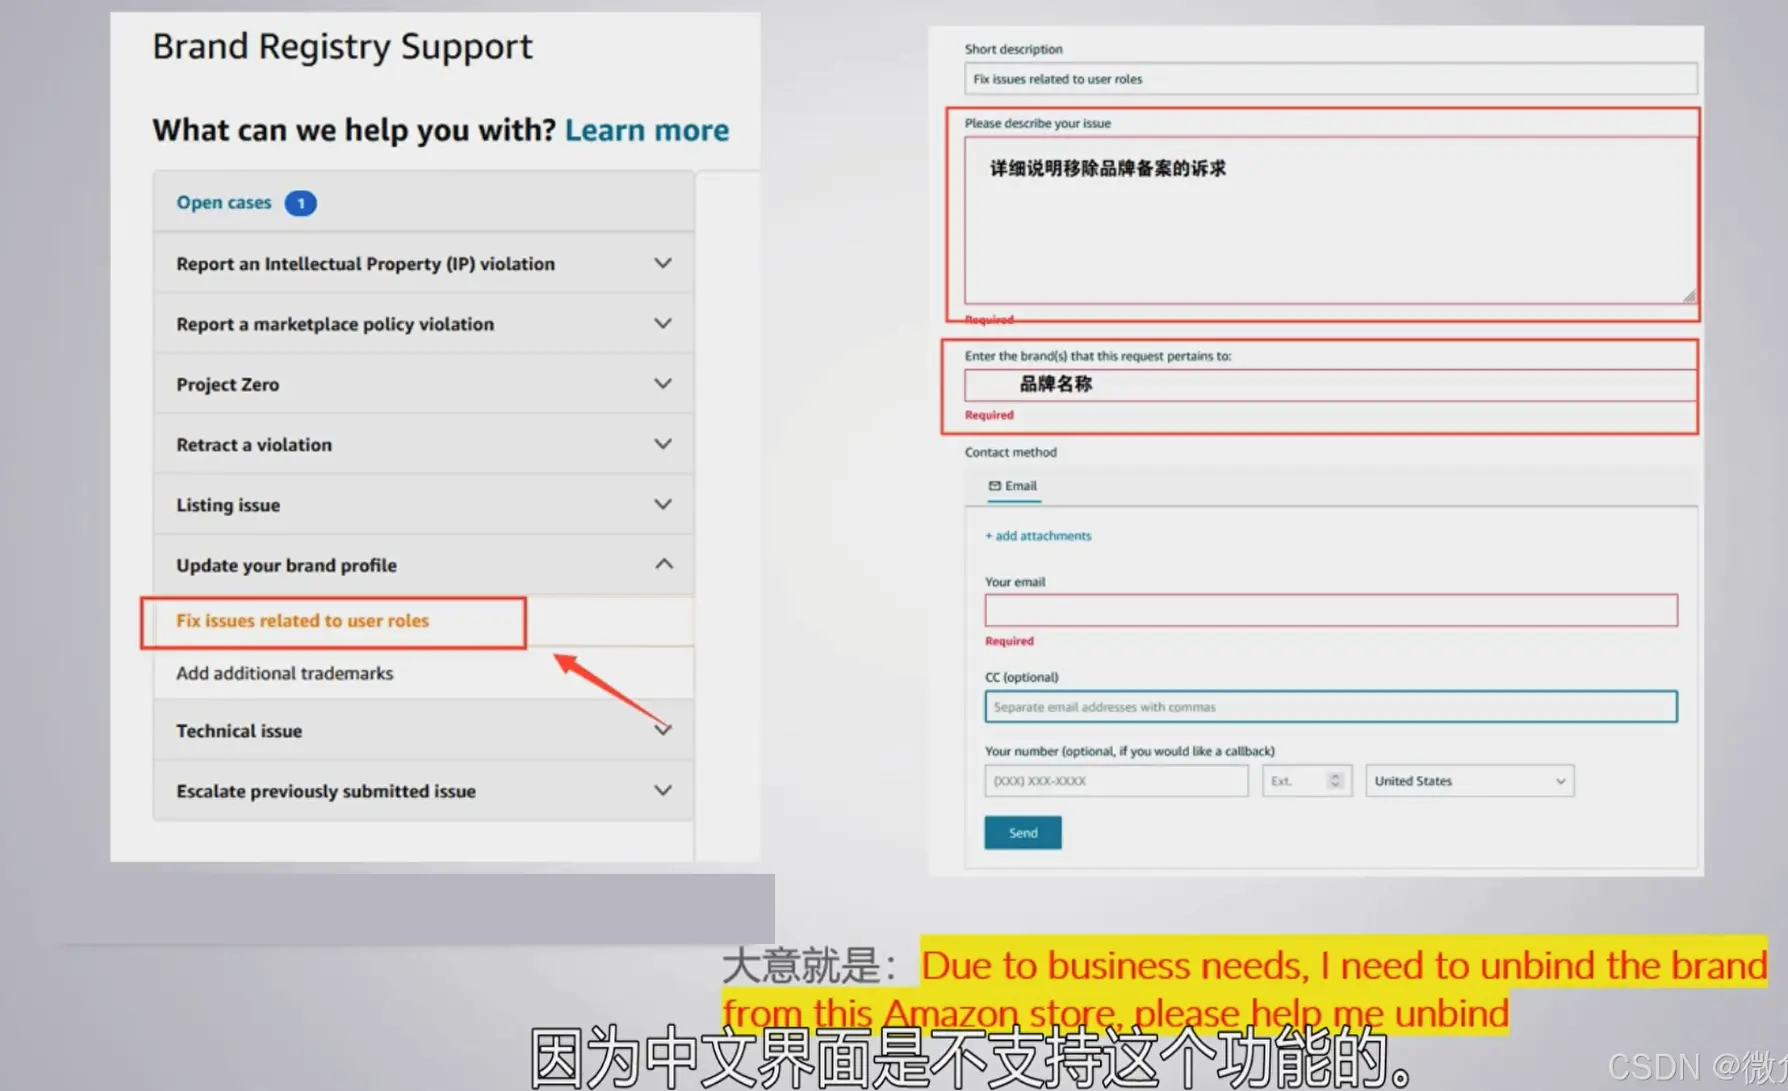 Brand Registry Support
What can we help you with? Learn more
Open cases 1
Report an Intellectual Property (IP) violation
Report a marketplace policy violation
Project Zero
Retract a violation
Listing issue
Update your brand profile
Fix issues related to user roles
Add additional trademarks
Technical issue
Escalate previously submitted issue
Short description
Fix issues related to user roles
Please describe your issue
详细说明移除品牌备案的诉求
Required
Enter the brand(s) that this request pertains to:
品牌名称
Required
Contact method
Email
+ add attachments
Your email
Required
CC (optional)
Separate email addresses with commas
Your number (optional, if you would like a callback)
(XXX) XXX-XXXX Ext. United States
Send
大意就是：Due to business needs, I need to unbind the brand
from this Amazon store, please help me unbind
因为中文界面是不支持这个功能的。
CSDN @微